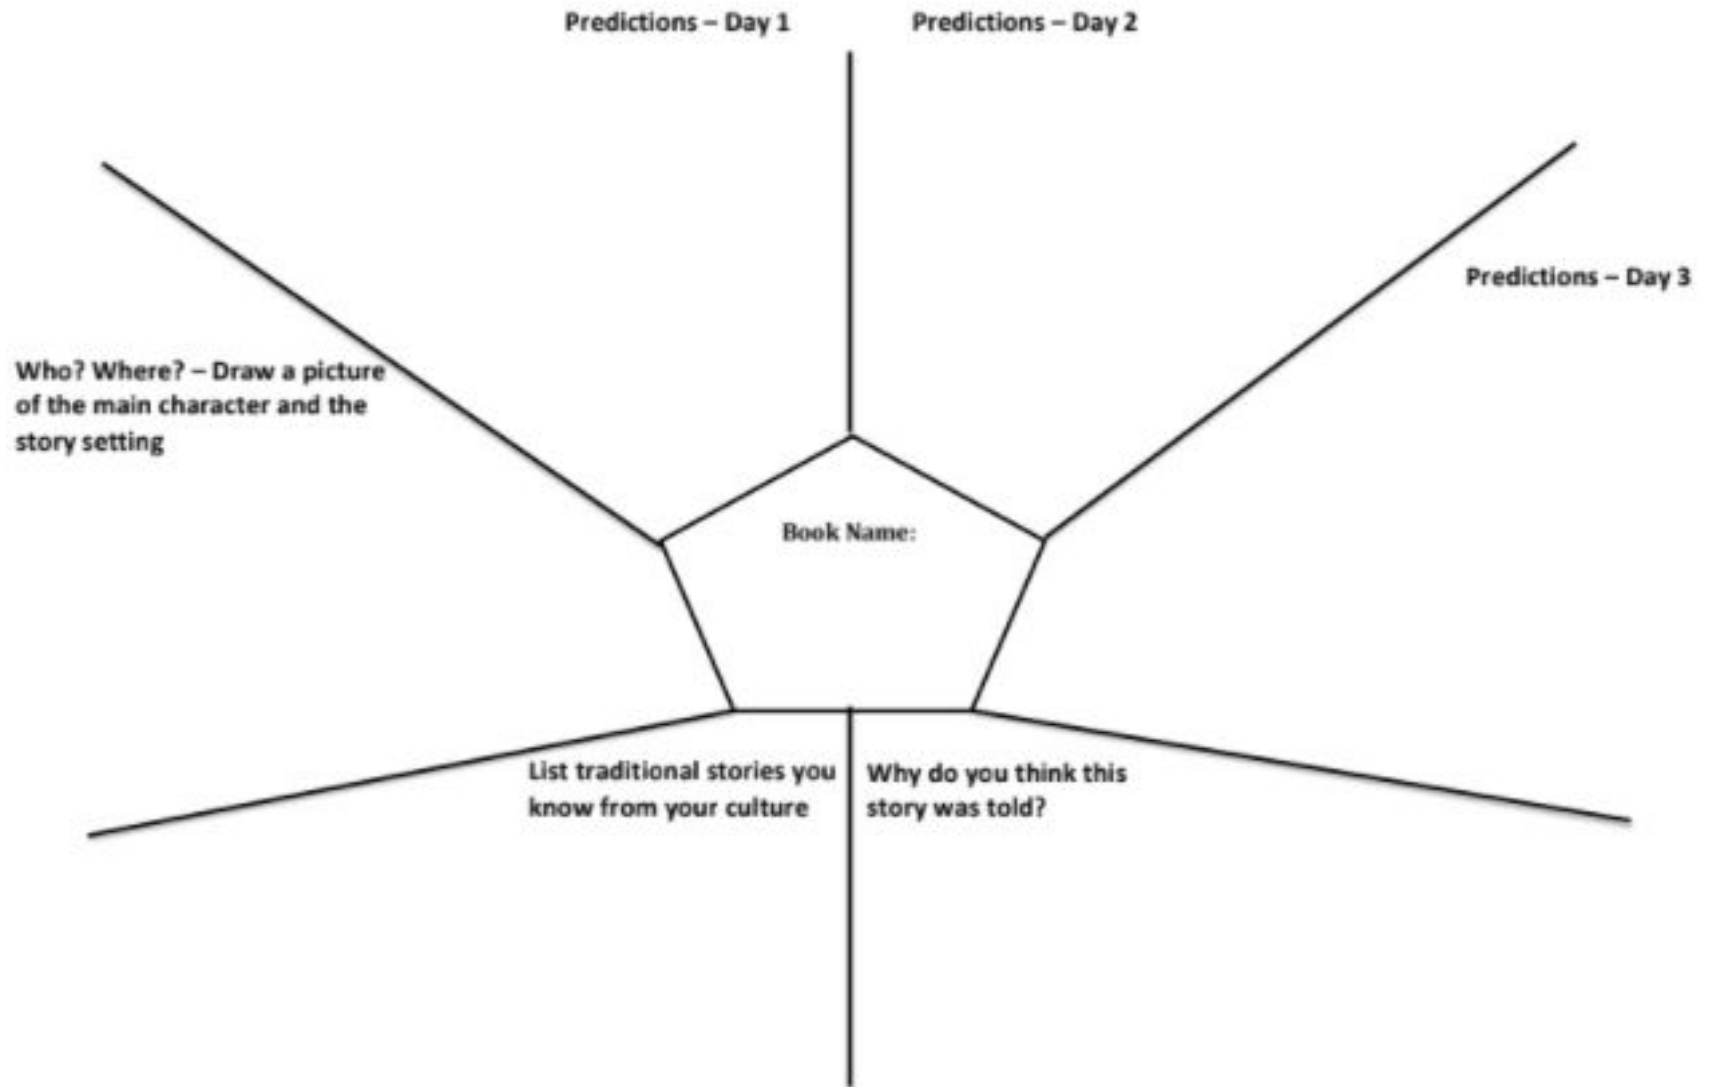 Predictions – Day 1
Predictions – Day 2
Predictions – Day 3
Who? Where? – Draw a picture
of the main character and the
story setting
Book Name:
List traditional stories you
know from your culture
Why do you think this
story was told?